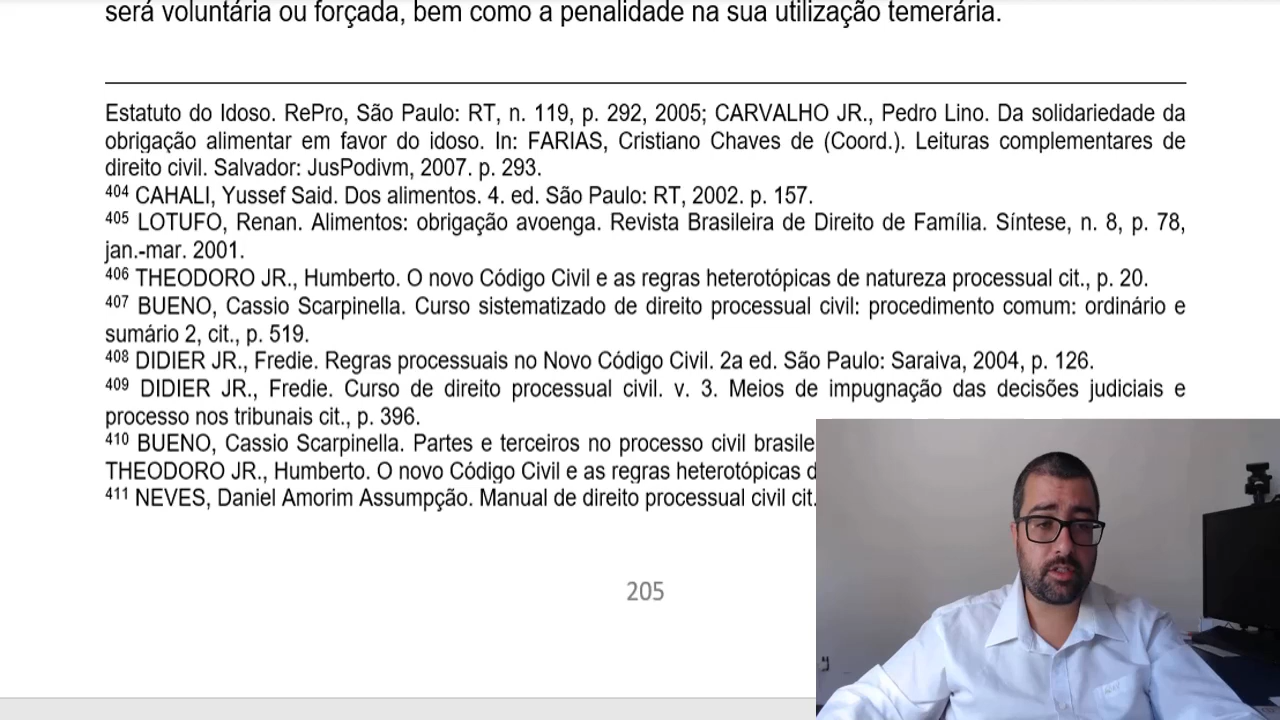 será voluntária ou forçada, bem como a penalidade na sua utilização temerária.
Estatuto do Idoso. RePro, São Paulo: RT, n. 119, p. 292, 2005; CARVALHO JR., Pedro Lino. Da solidariedade da
obrigação alimentar em favor do idoso. In: FARIAS, Cristiano Chaves de (Coord.). Leituras complementares de
direito civil. Salvador: JusPodivm, 2007. p. 293.
404 CAHALI, Yussef Said. Dos alimentos. 4. ed. São Paulo: RT, 2002. p. 157.
405 LOTUFO, Renan. Alimentos: obrigação avoenga. Revista Brasileira de Direito de Família. Síntese, n. 8, p. 78,
jan.-mar. 2001.
406 THEODORO JR., Humberto. O novo Código Civil e as regras heterotópicas de natureza processual cit., p. 20.
407 BUENO, Cassio Scarpinella. Curso sistematizado de direito processual civil: procedimento comum: ordinário e
sumário 2, cit., p. 519.
408 DIDIER JR., Fredie. Regras processuais no Novo Código Civil. 2a ed. São Paulo: Saraiva, 2004, p. 126.
409 DIDIER JR., Fredie. Curso de direito processual civil. v. 3. Meios de impugnação das decisões judiciais e
processo nos tribunais cit., p. 396.
410 BUENO, Cassio Scarpinella. Partes e terceiros no processo civil brasile
THEODORO JR., Humberto. O novo Código Civil e as regras heterotópicas d
411 NEVES, Daniel Amorim Assumpção. Manual de direito processual civil cit.
205